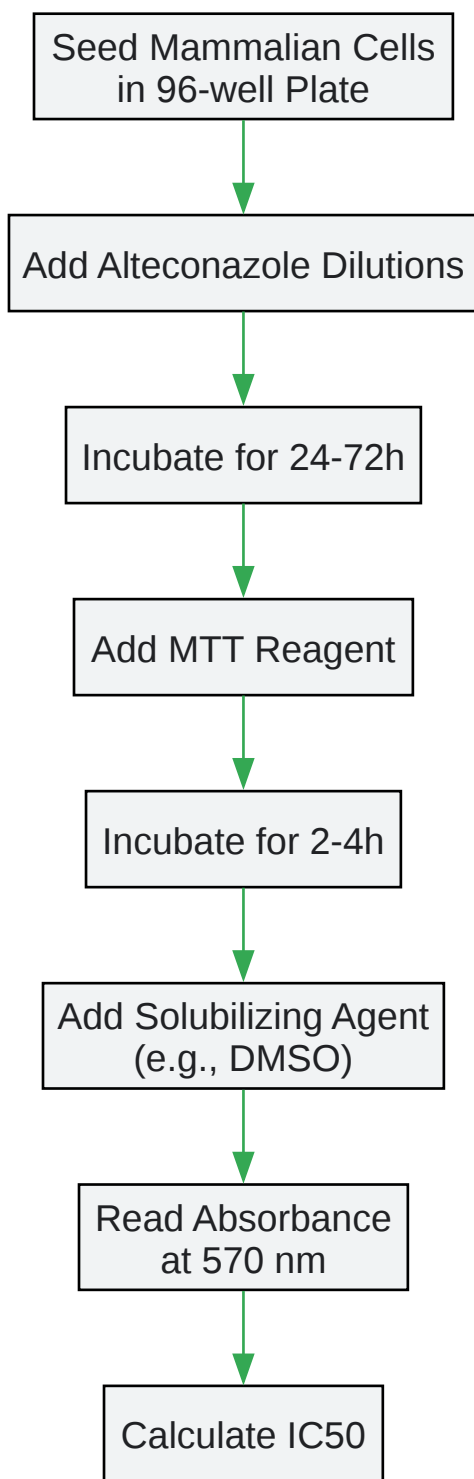 Seed Mammalian Cells
in 96-well Plate
Add Alteconazole Dilutions
Incubate for 24-72h
Add MTT Reagent
Incubate for 2-4h
Add Solubilizing Agent
(e.g., DMSO)
Read Absorbance
at 570 nm
Calculate IC50